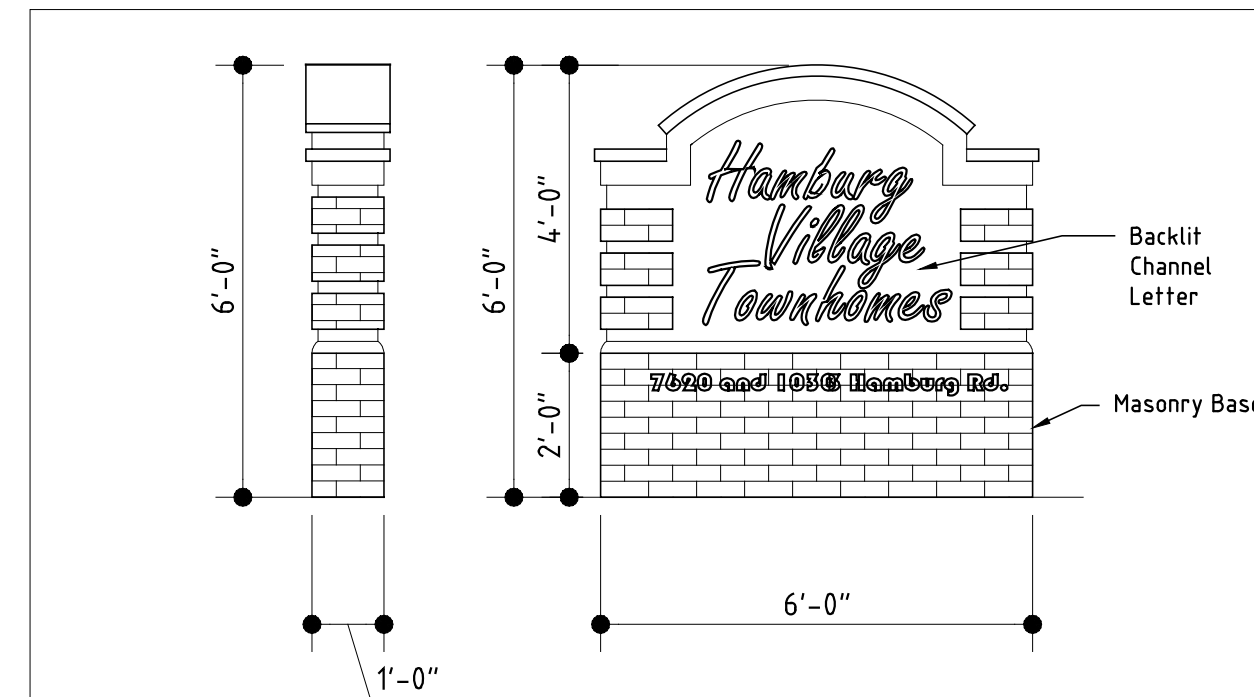 6'-0"
6'-0"
4'-0"
2'-0"
Hamburg
Village
Townhomes
7620 and Hamburg Rd.
Backlit
Channel
Letter
Masonry Base
1'-0"
6'-0"